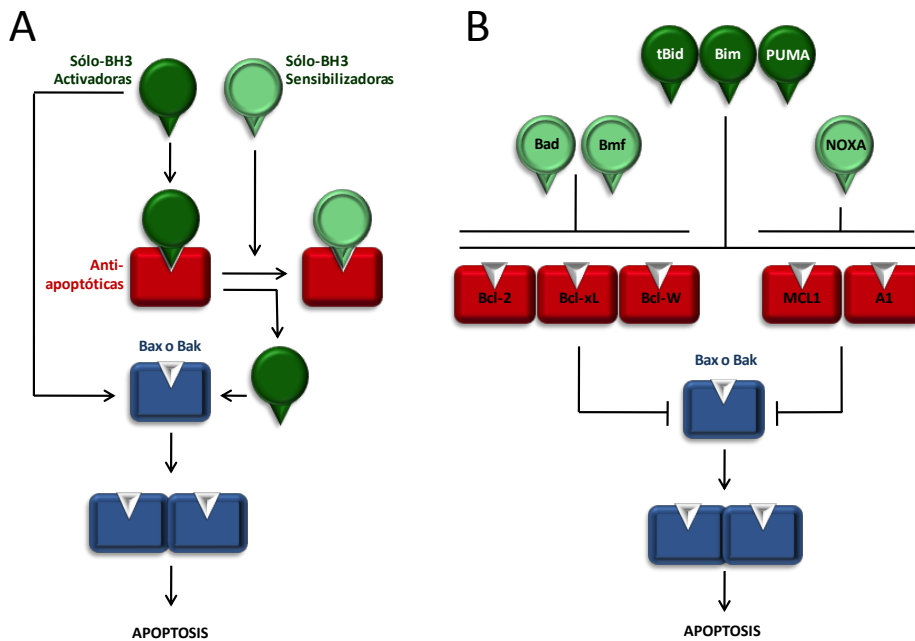 A
Sólo-BH3
Activadoras
Sólo-BH3
Sensibilizadoras
Anti-
apoptóticas
Bax o Bak
APOPTOSIS
B
tBid
Bim
PUMA
Bad
Bmf
NOXA
Bcl-2
Bcl-xL
Bcl-W
MCL1
A1
Bax o Bak
APOPTOSIS